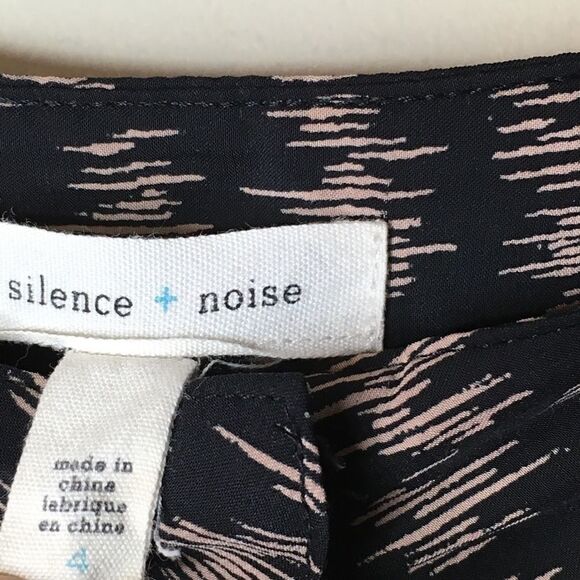 silence + noise
made in
china
fabrique
en chine
4